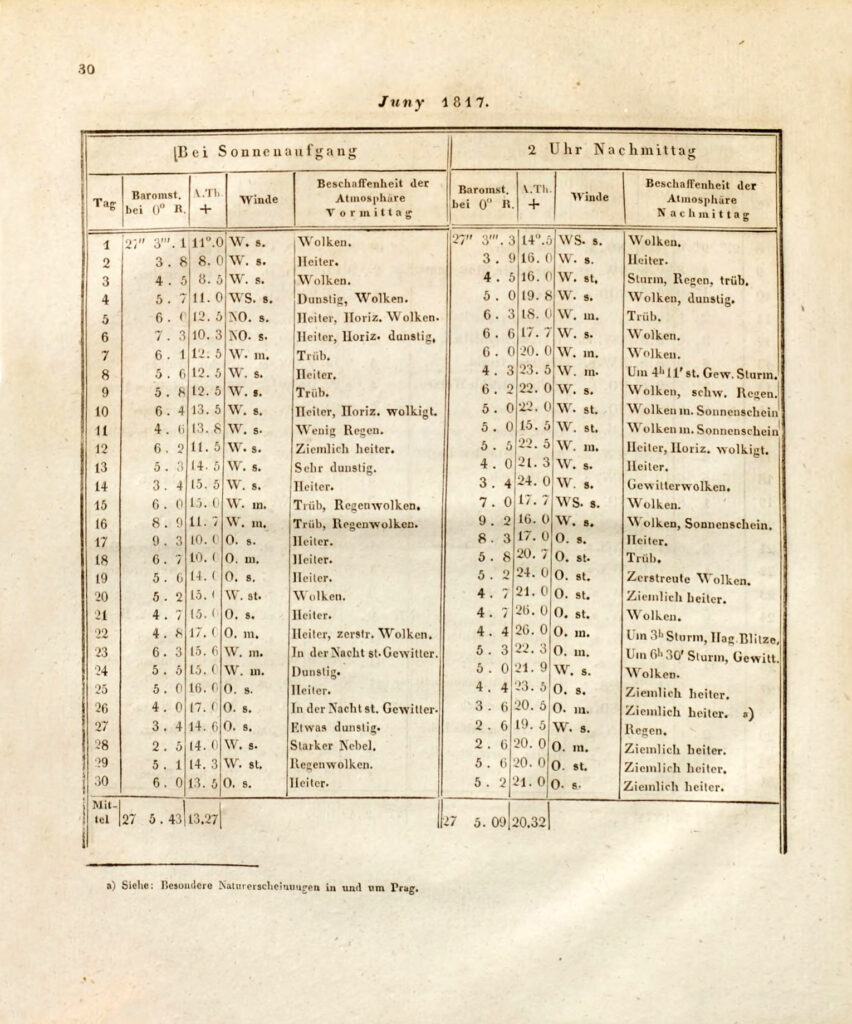 30
Juny 1817.
Bei Sonnenaufgang 2 Uhr Nachmittag
Tag Baromst. bei 0° R. A.Th. + Winde Beschaffenheit der Atmosphäre Vormittag Baromst. bei 0° R. A.Th. + Winde Beschaffenheit der Atmosphäre Nachmittag
1 27" 3"'. 1 11°.0 W. s. Wolken. 27" 3"'. 3 14°.5 WS. s. Wolken.
2 3. 8 8. 0 W. s. Heiter. 3. 9 16. 0 W. s. Heiter.
3 4. 5 8. 5 W. s. Wolken. 4. 5 16. 0 W. st. Sturm, Regen, trüb.
4 5. 7 11. 0 WS. s. Dunstig, Wolken. 5. 0 19. 8 W. s. Wolken, dunstig.
5 6. 0 12. 5 NO. s. Heiter, Horiz. Wolken. 6. 3 18. 0 W. m. Trüb.
6 7. 3 10. 3 NO. s. Heiter, Horiz. dunstig, 6. 6 17. 7 W. s. Wolken.
7 6. 1 12. 5 W. m. Trüb. 6. 0 20. 0 W. m. Wolken.
8 5. 6 12. 5 W. s. Heiter. 4. 3 23. 5 W. m. Um 4h 11' st. Gew. Sturm.
9 5. 8 12. 5 W. s. Trüb. 6. 2 22. 0 W. s. Wolken, schw. Regen.
10 6. 4 13. 5 W. s. Heiter, Horiz. wolkigt. 5. 0 22. 0 W. st. Wolken m. Sonnenschein
11 4. 6 13. 8 W. s. Wenig Regen. 5. 0 15. 5 W. st. Wolken m. Sonnenschein
12 6. 2 11. 5 W. s. Ziemlich heiter. 5. 5 22. 5 W. m. Heiter, Horiz. wolkigt.
13 5. 3 14. 5 W. s. Sehr dunstig. 4. 0 21. 3 W. s. Heiter.
14 3. 4 15. 5 W. s. Heiter. 3. 4 24. 0 W. s. Gewitterwolken.
15 6. 0 15. 0 W. m. Trüb, Regenwolken. 7. 0 17. 7 WS. s. Wolken.
16 8. 9 11. 7 W. m. Trüb, Regenwolken. 9. 2 16. 0 W. s. Wolken, Sonnenschein.
17 9. 3 10. 0 O. s. Heiter. 8. 3 17. 0 O. s. Heiter.
18 6. 7 10. 0 O. m. Heiter. 5. 8 20. 7 O. st. Trüb.
19 5. 6 14. 0 O. s. Heiter. 5. 2 24. 0 O. st. Zerstreute Wolken.
20 5. 2 15. W. st. Wolken. 4. 7 21. 0 O. st. Ziemlich heiter.
21 4. 7 15. O. s. Heiter. 4. 7 26. 0 O. st. Wolken.
22 4. 8 17. 0 O. m. Heiter, zerstr. Wolken. 4. 4 26. 0 O. m. Um 3h Sturm, Hag. Blitze.
23 6. 3 15. 6 W. m. In der Nacht st. Gewitter. 5. 3 22. 3 O. m. Um 6h 30' Sturm, Gewitt.
24 5. 5 15. 0 W. m. Dunstig. 5. 0 21. 9 W. s. Wolken.
25 5. 0 16. 0 O. s. Heiter. 4. 4 23. 5 O. s. Ziemlich heiter.
26 4. 0 17. 0 O. s. In der Nacht st. Gewitter. 3. 6 20. 5 O. m. Ziemlich heiter. a)
27 3. 4 14. 6 O. s. Etwas dunstig. 2. 6 19. 5 W. s. Regen.
28 2. 5 14. 0 W. s. Starker Nebel. 2. 6 20. 0 O. m. Ziemlich heiter.
29 5. 1 14. 3 W. st. Regenwolken. 5. 6 20. 0 O. st. Ziemlich heiter.
30 6. 0 13. 5 O. s. Heiter. 5. 2 21. 0 O. s. Ziemlich heiter.
Mittel 27 5. 43 13.27 27 5. 09 20.32
a) Siehe: Besondere Naturerscheinungen in und um Prag.